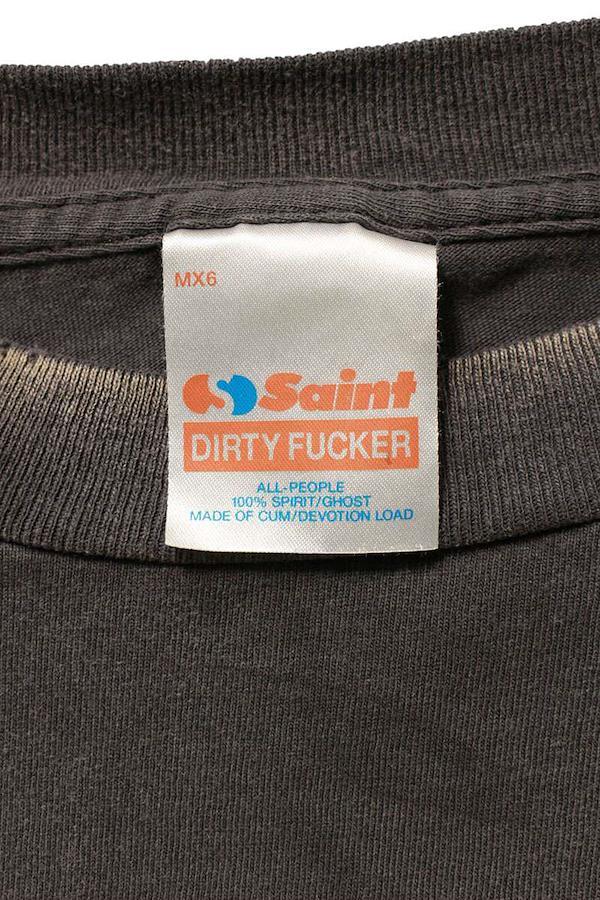 MX6
Saint
DIRTY FUCKER
ALL-PEOPLE
100% SPIRIT/GHOST
MADE OF CUM/DEVOTION LOAD